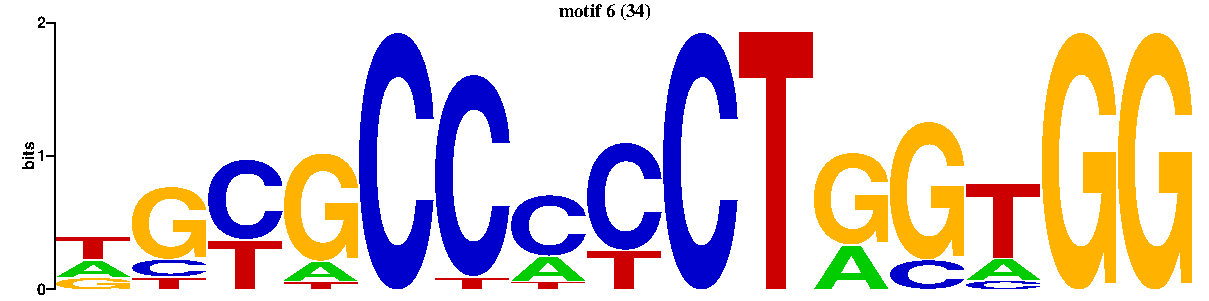 motif 6 (34)
2
bits
1
0
T G C G C C C C C T G G T G G
A C T A T A T A C A
G T T T C